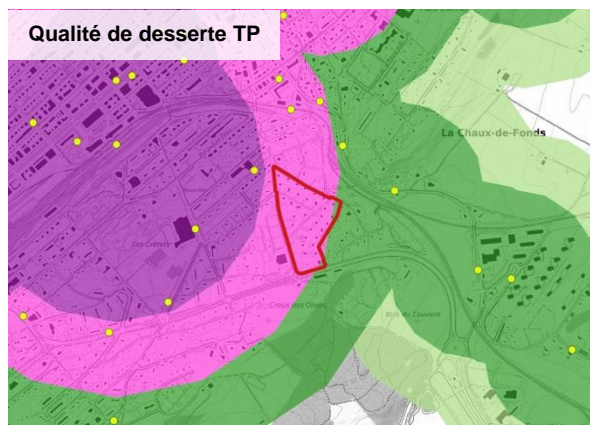 Qualité de desserte TP
La Chaux-de-Fonds
Les Crêtets
Creux des Olives
Bois du Couvent